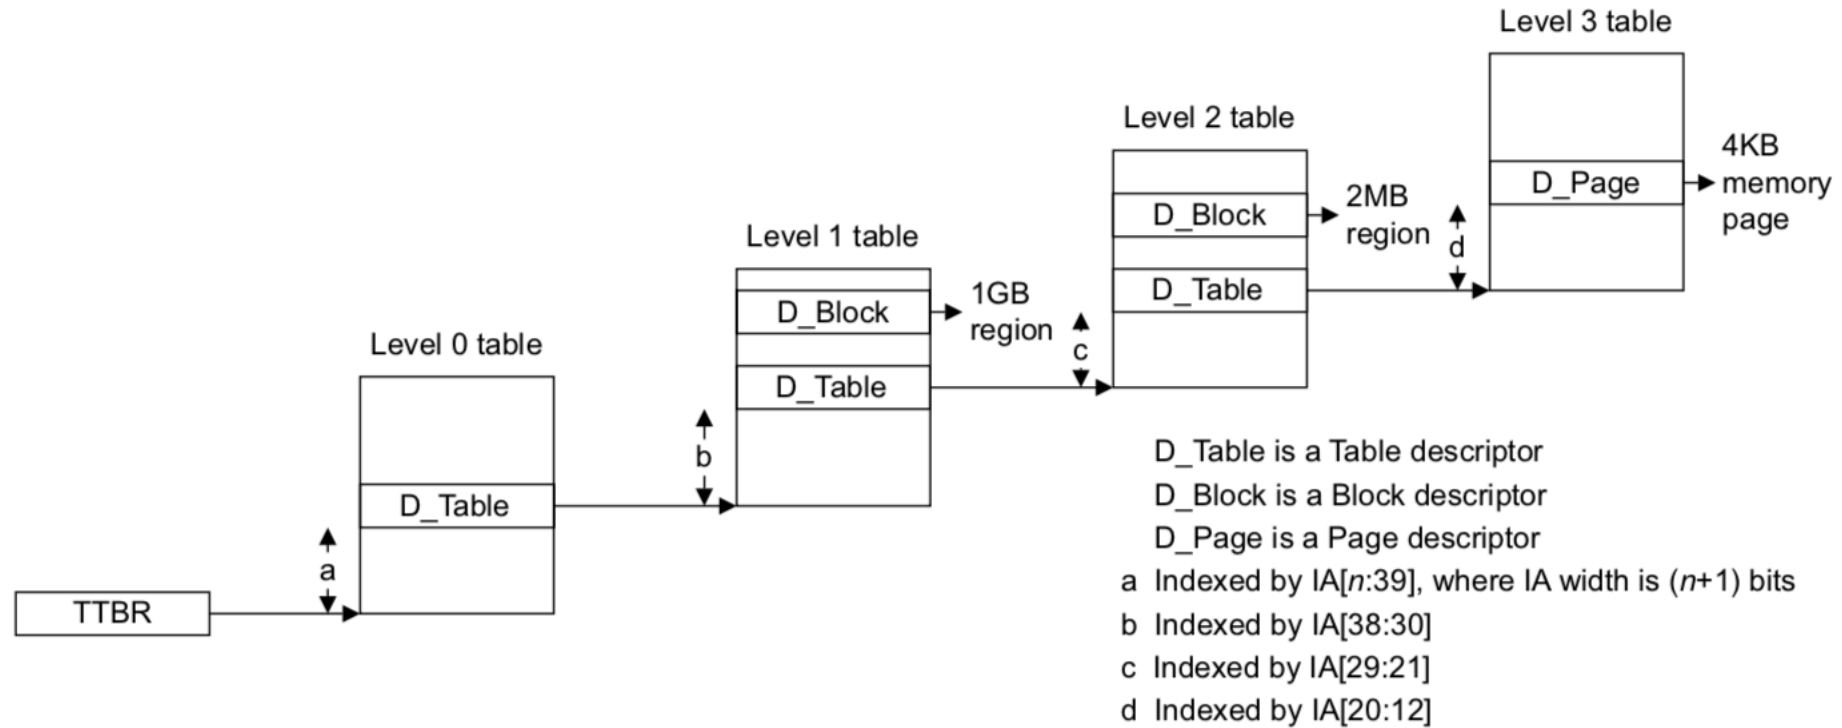 Level 3 table
4KB
memory
page
D_Page
Level 2 table
D_Block
2MB
region
d
D_Table
Level 1 table
D_Block
1GB
region
c
D_Table
Level 0 table
b
D_Table
a
TTBR
D_Table is a Table descriptor
D_Block is a Block descriptor
D_Page is a Page descriptor
a Indexed by IA[n:39], where IA width is (n+1) bits
b Indexed by IA[38:30]
c Indexed by IA[29:21]
d Indexed by IA[20:12]